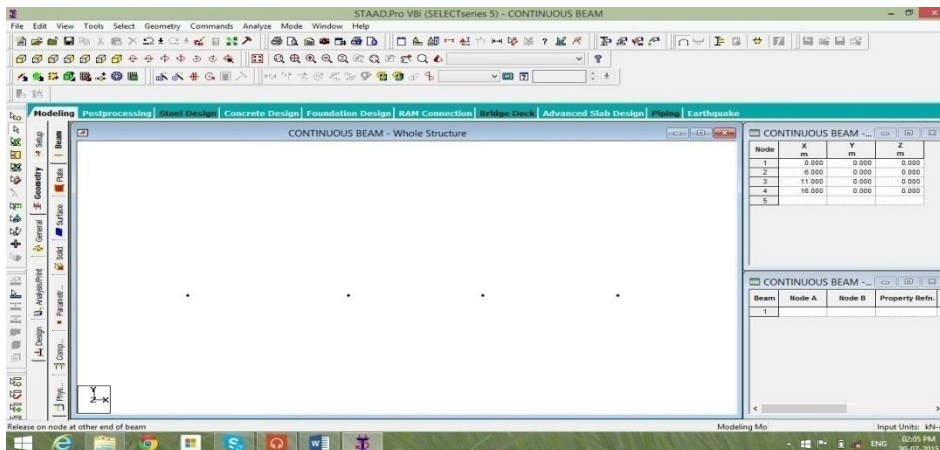 STAAD.Pro V8i (SELECTseries 5) - CONTINUOUS BEAM
File Edit View Tools Select Geometry Commands Analyze Mode Window Help
Modeling Postprocessing Steel Design Concrete Design Foundation Design RAM Connection Bridge Deck Advanced Slab Design Piping Earthquake
Setup
Geometry
General
Analysis/Print
Design
Beam
Plate
Surface
Solid
Parametr...
Comp...
Phys...
CONTINUOUS BEAM - Whole Structure
Y
Z X
CONTINUOUS BEAM -...
Node X m Y m Z m
1 0.000 0.000 0.000
2 6.000 0.000 0.000
3 11.000 0.000 0.000
4 16.000 0.000 0.000
5
CONTINUOUS BEAM -...
Beam Node A Node B Property Refn.
1
Release on node at other end of beam
Modeling Mo
Input Units: kN-
ENG
02:05 PM
30-07-2015